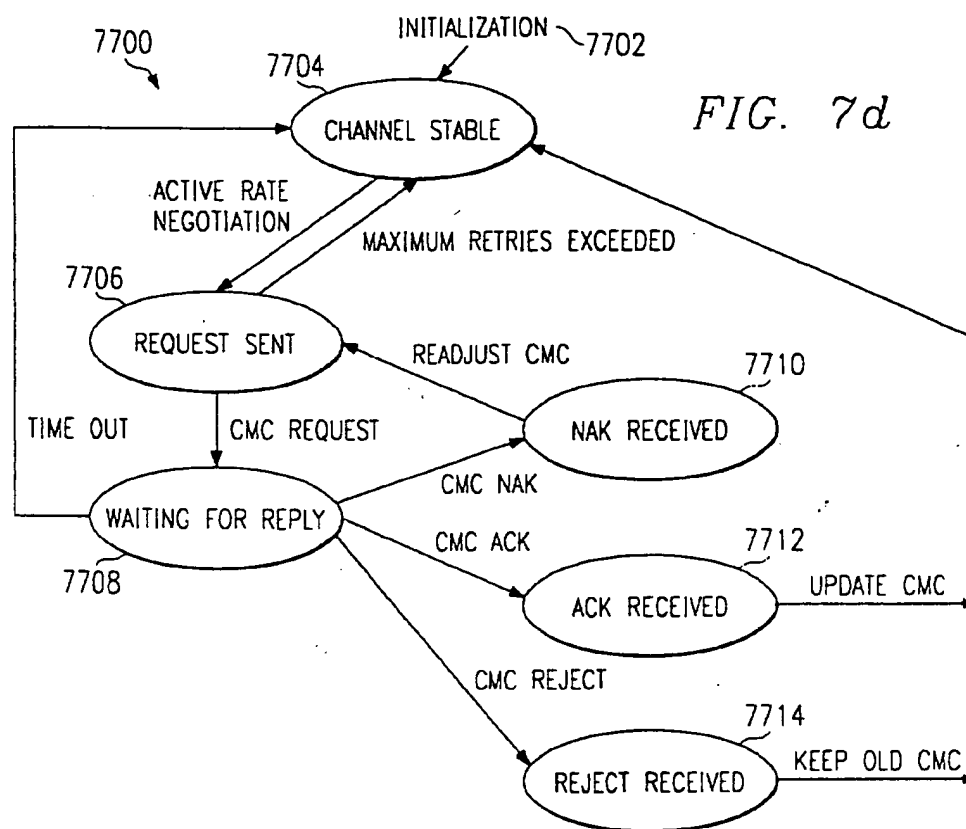 7700
INITIALIZATION
7702
7704
CHANNEL STABLE
FIG. 7d
ACTIVE RATE
NEGOTIATION
MAXIMUM RETRIES EXCEEDED
7706
REQUEST SENT
READJUST CMC
7710
NAK RECEIVED
TIME OUT
CMC REQUEST
CMC NAK
WAITING FOR REPLY
7708
CMC ACK
7712
ACK RECEIVED
UPDATE CMC
CMC REJECT
7714
REJECT RECEIVED
KEEP OLD CMC